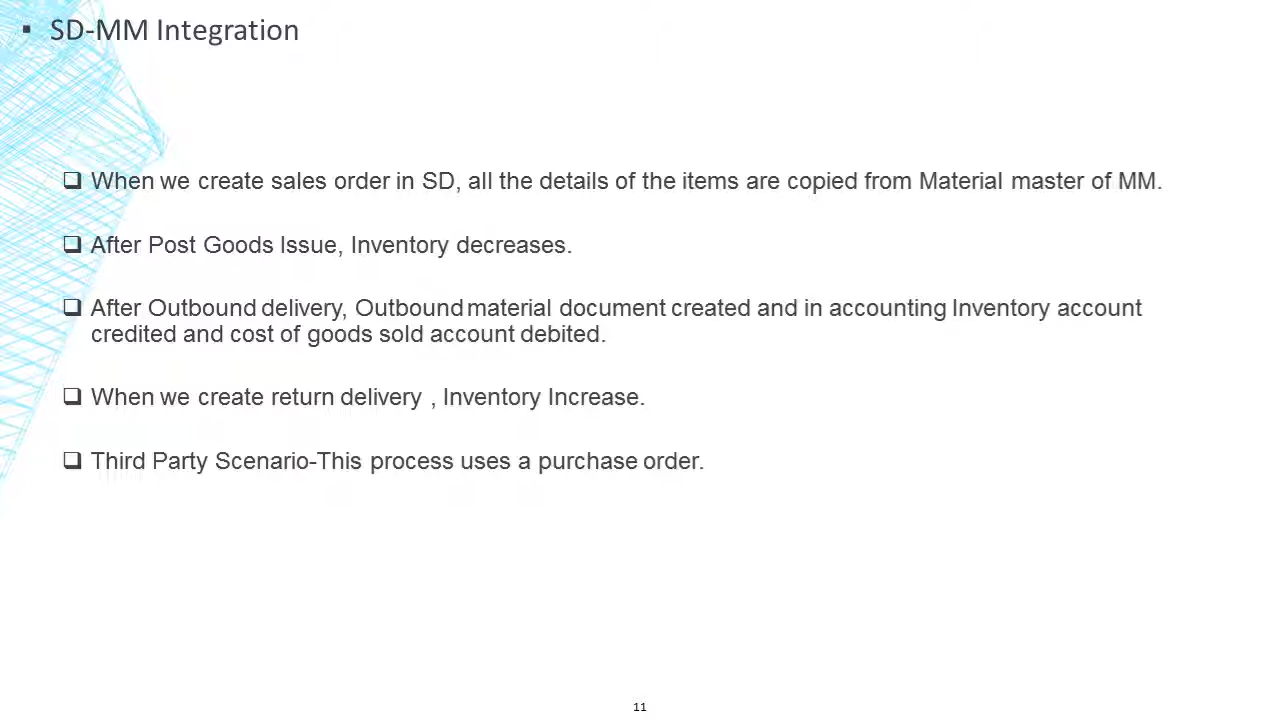 ▪ SD-MM Integration
❑ When we create sales order in SD, all the details of the items are copied from Material master of MM.
❑ After Post Goods Issue, Inventory decreases.
❑ After Outbound delivery, Outbound material document created and in accounting Inventory account
credited and cost of goods sold account debited.
❑ When we create return delivery , Inventory Increase.
❑ Third Party Scenario-This process uses a purchase order.
11